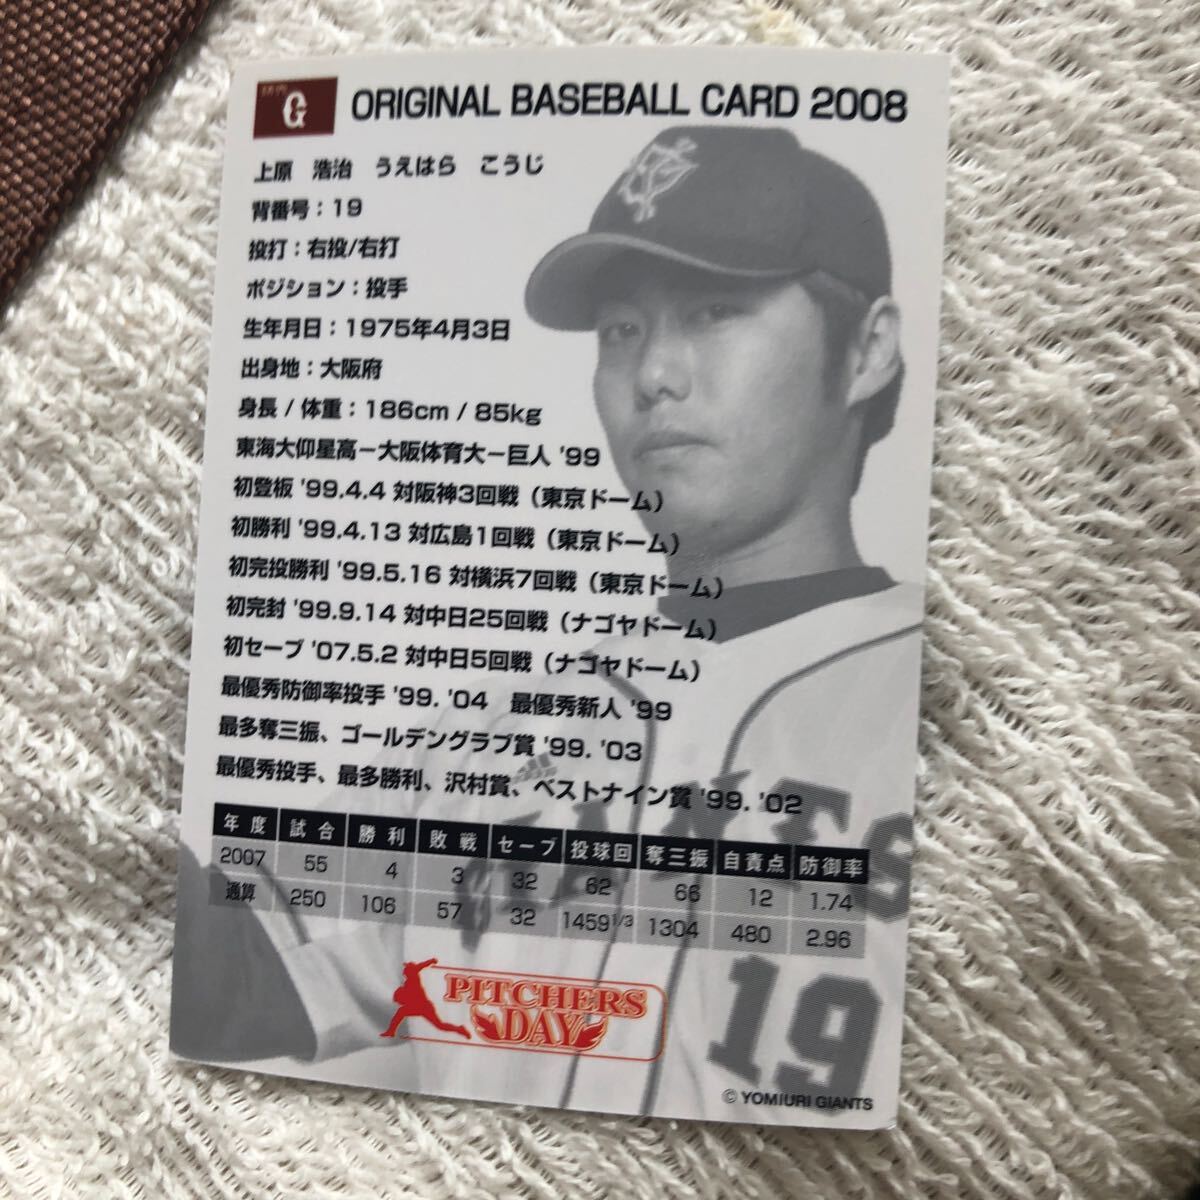 G ORIGINAL BASEBALL CARD 2008
上原 浩治 うえはら こうじ
背番号：19
投打：右投/右打
ポジション：投手
生年月日：1975年4月3日
出身地：大阪府
身長 / 体重：186cm / 85kg
東海大仰星高－大阪体育大－巨人 '99
初登板 '99.4.4 対阪神3回戦（東京ドーム）
初勝利 '99.4.13 対広島1回戦（東京ドーム）
初完投勝利 '99.5.16 対横浜7回戦（東京ドーム）
初完封 '99.9.14 対中日25回戦（ナゴヤドーム）
初セーブ '07.5.2 対中日5回戦（ナゴヤドーム）
最優秀防御率投手 '99. '04 最優秀新人 '99
最多奪三振、ゴールデングラブ賞 '99. '03
最優秀投手、最多勝利、沢村賞、ベストナイン賞 '99. '02
年度 試合 勝利 敗戦 セーブ 投球回 奪三振 自責点 防御率
2007 55 4 3 32 62 66 12 1.74
通算 250 106 57 32 1459 1/3 1304 480 2.96
PITCHERS
DAY
19
© YOMIURI GIANTS